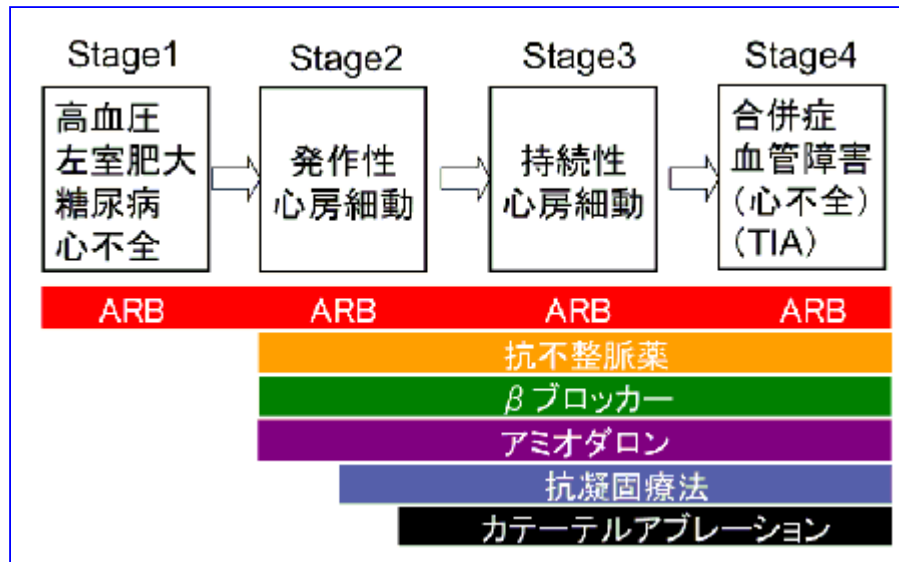 Stage1
Stage2
Stage3
Stage4
高血圧
左室肥大
糖尿病
心不全
発作性
心房細動
持続性
心房細動
合併症
血管障害
(心不全)
(TIA)
ARB ARB ARB ARB
抗不整脈薬
βブロッカー
アミオダロン
抗凝固療法
カテーテルアブレーション